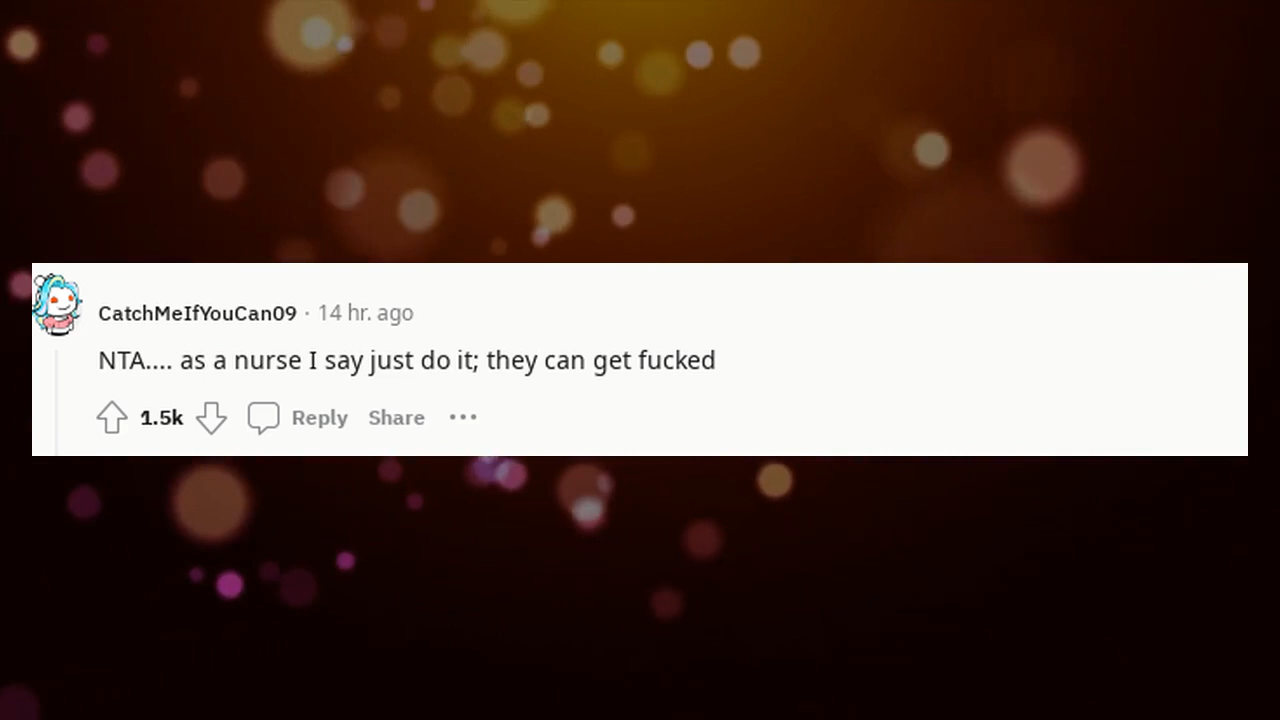 CatchMeIfYouCan09 · 14 hr. ago
NTA.... as a nurse I say just do it; they can get fucked
1.5k Reply Share •••